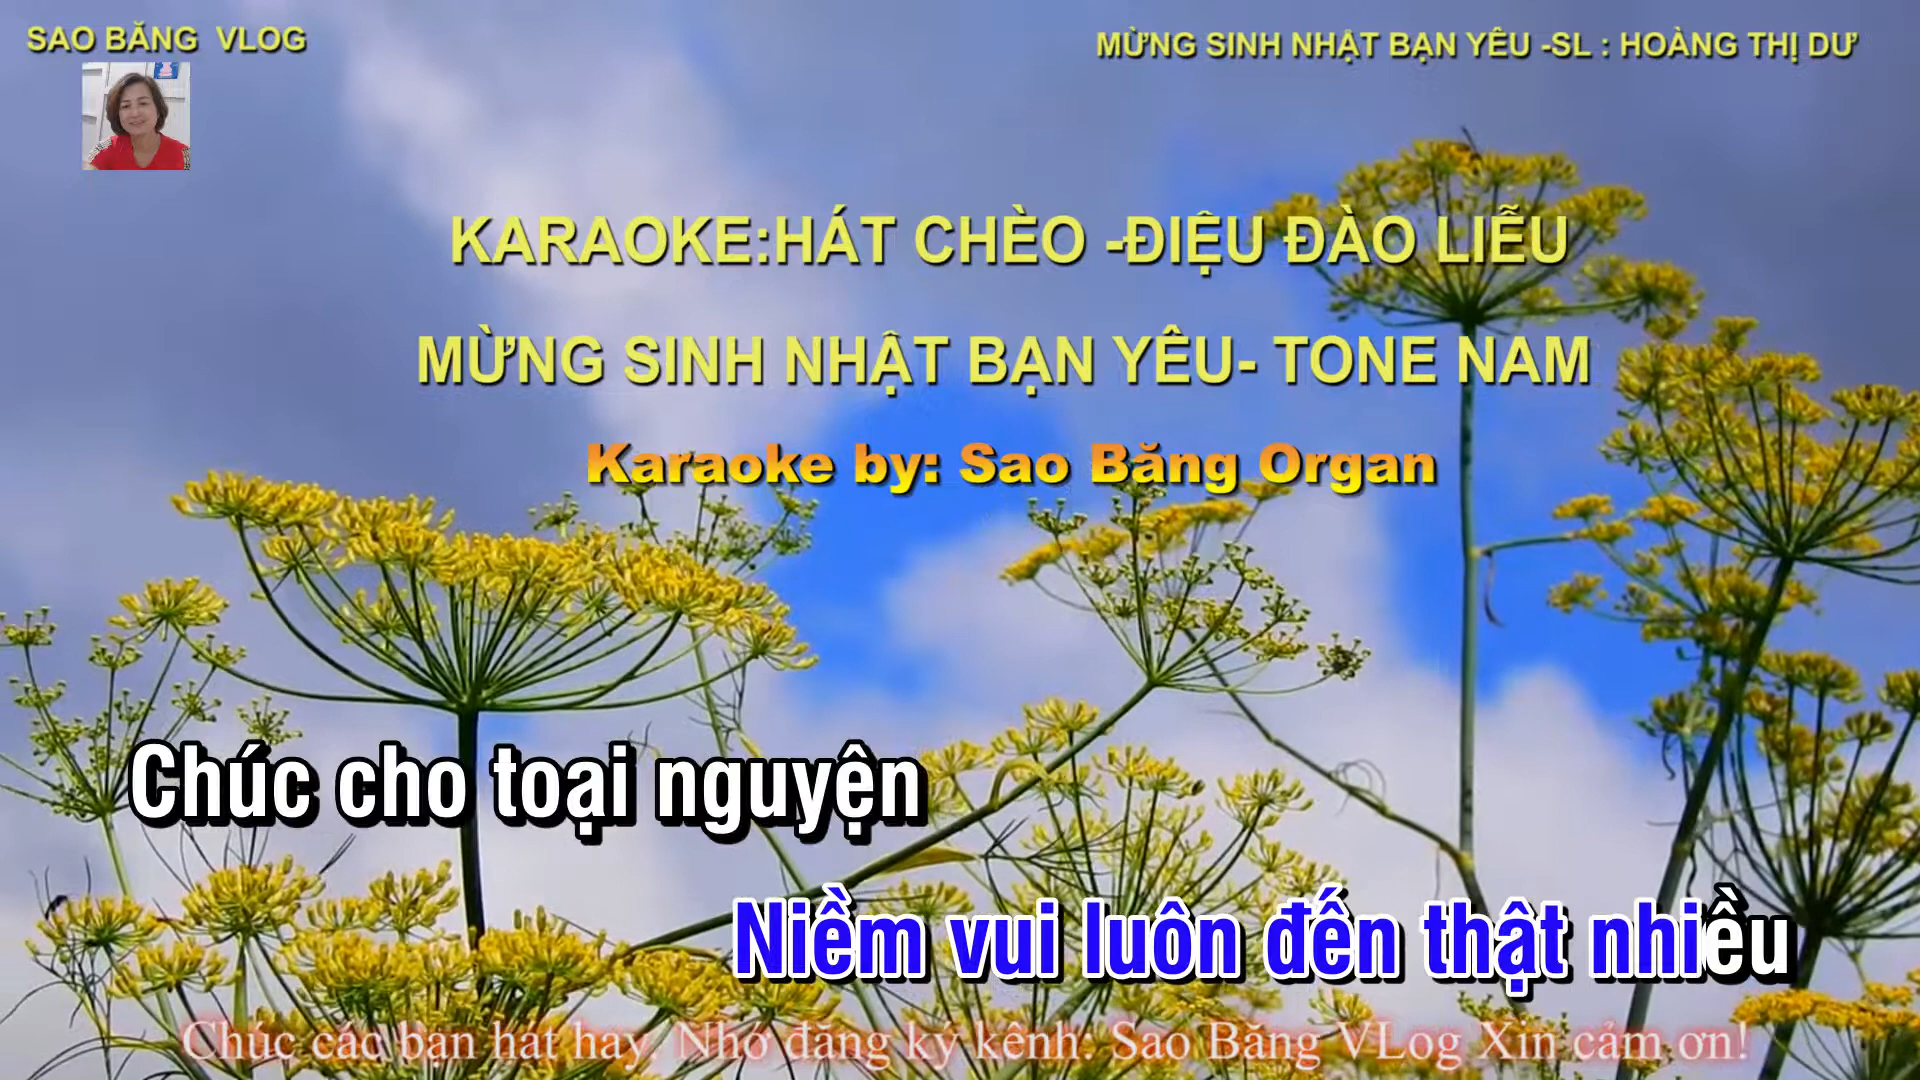 SAO BĂNG VLOG
MỪNG SINH NHẬT BẠN YÊU -SL : HOÀNG THỊ DƯ
KARAOKE:HÁT CHÈO -ĐIỆU ĐÀO LIỄU
MỪNG SINH NHẬT BẠN YÊU- TONE NAM
Karaoke by: Sao Băng Organ
Chúc cho toại nguyện
Niềm vui luôn đến thật nhiều
Chúc các bạn hát hay. Nhớ đăng ký kênh. Sao Băng VLog Xin cảm ơn!